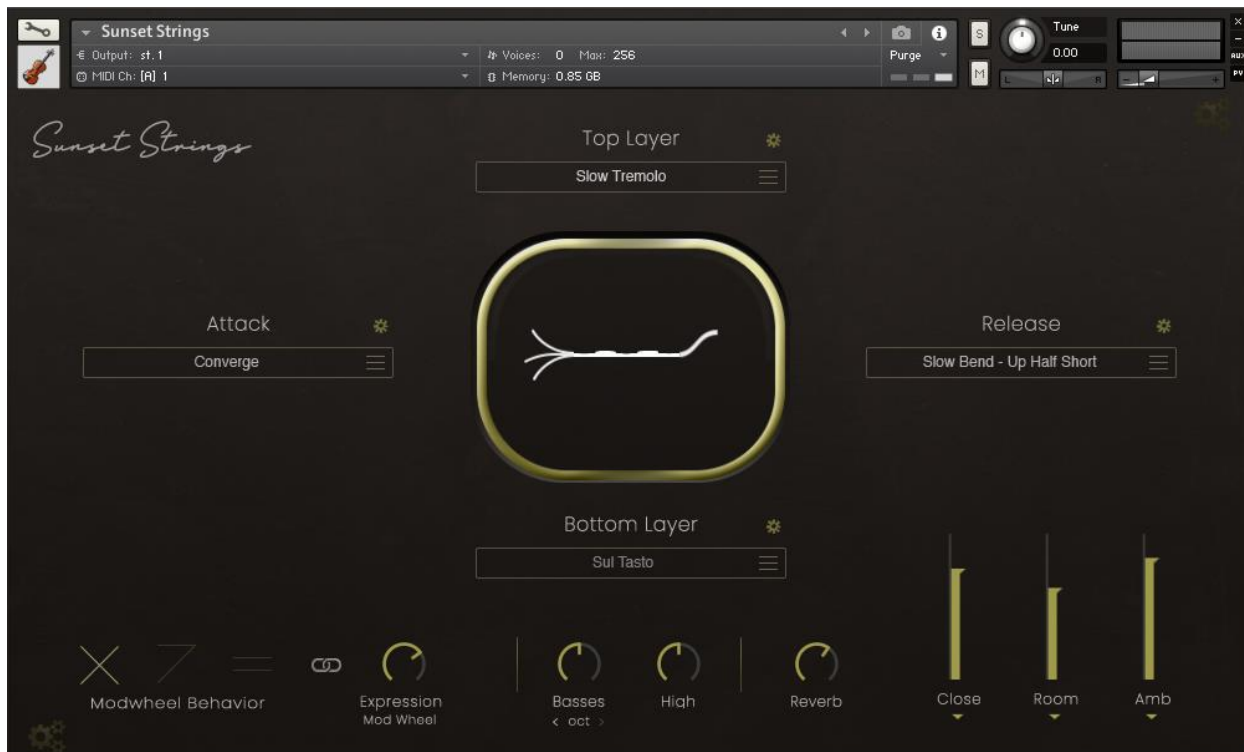 Sunset Strings
Output: st.1
Voices: 0 Max: 256
Purge
MIDI Ch: [A] 1
Memory: 0.85 GB
S
M
Tune
0.00
L R
- +
×
-
AUX
PV
Sunset Strings
Top Layer
Slow Tremolo
Attack
Converge
Release
Slow Bend - Up Half Short
Bottom Layer
Sul Tasto
Modwheel Behavior
Expression
Mod Wheel
Basses
< oct >
High
Reverb
Close
Room
Amb